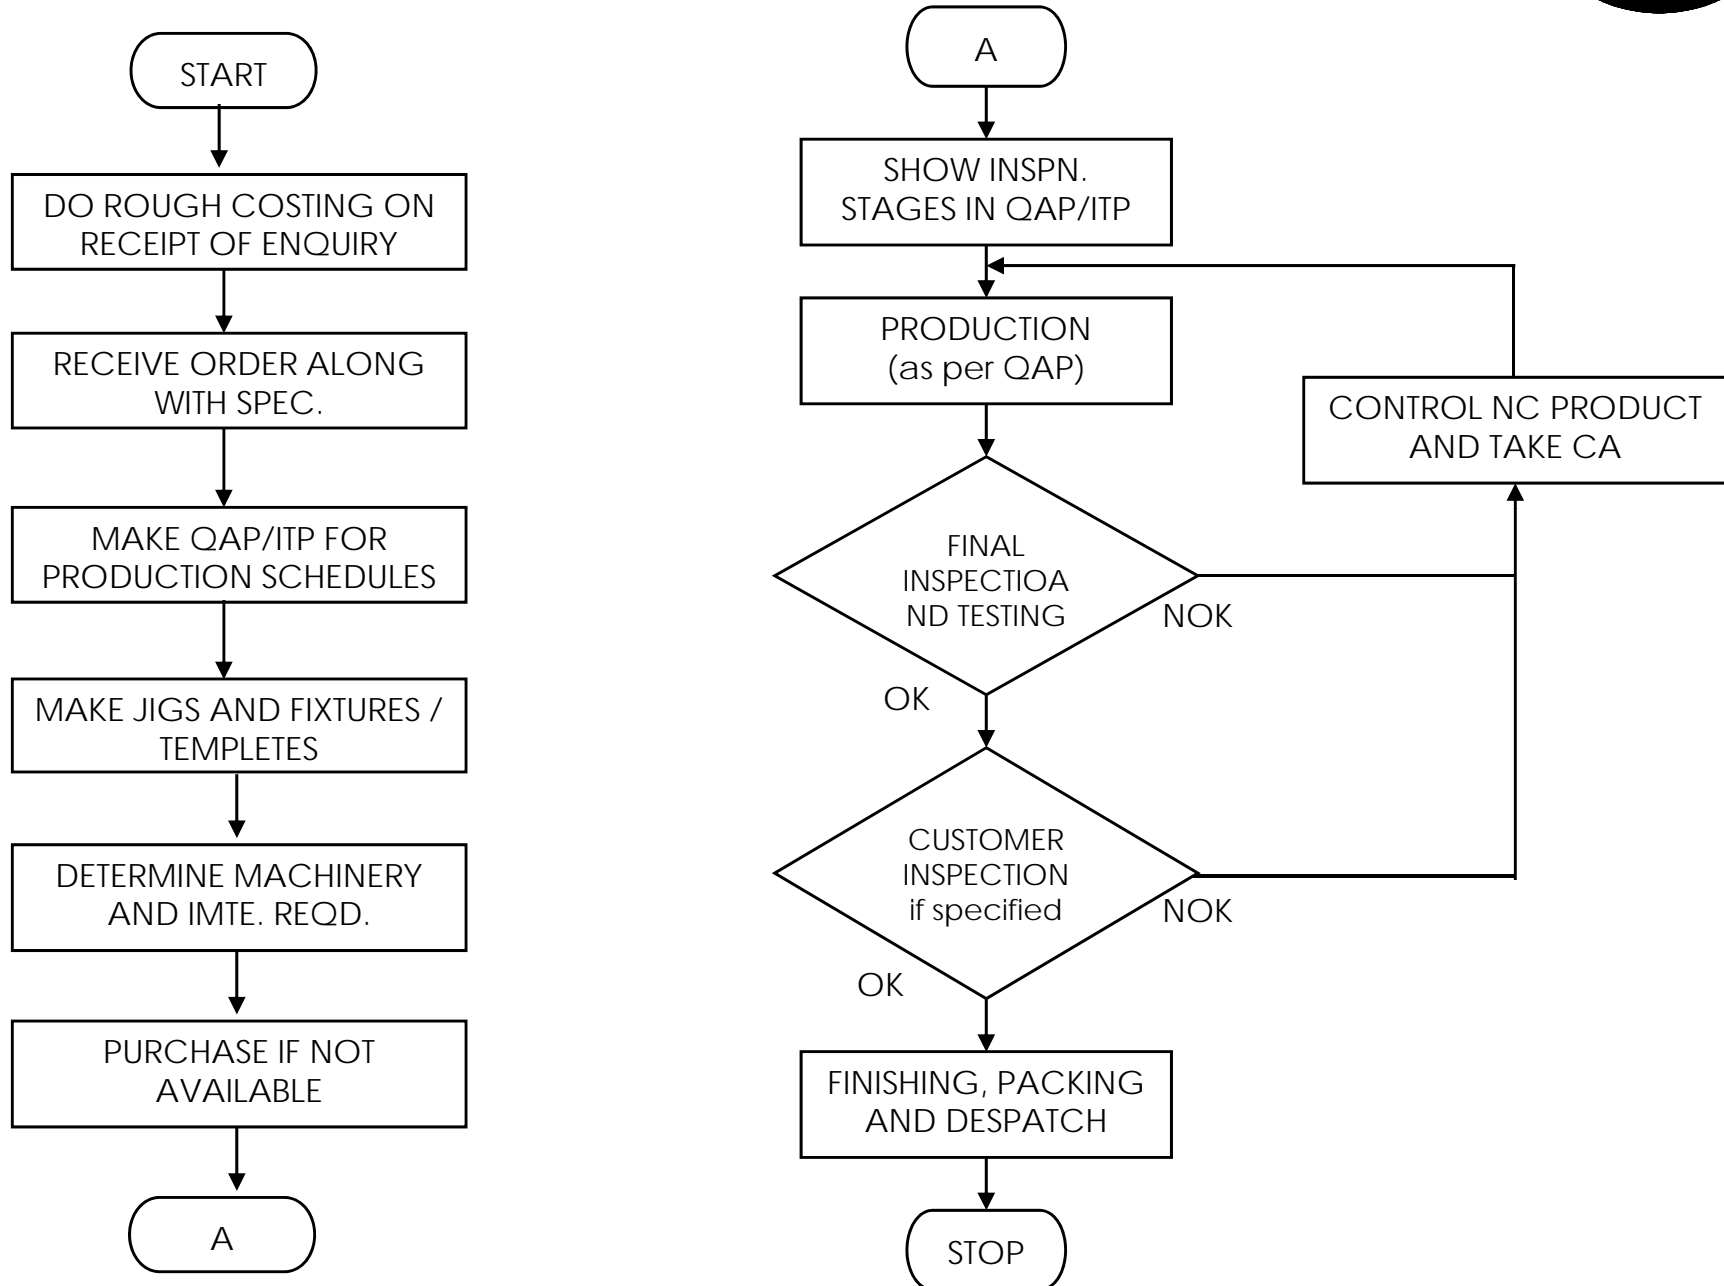 START
DO ROUGH COSTING ON
RECEIPT OF ENQUIRY
RECEIVE ORDER ALONG
WITH SPEC.
MAKE QAP/ITP FOR
PRODUCTION SCHEDULES
MAKE JIGS AND FIXTURES /
TEMPLETES
DETERMINE MACHINERY
AND IMTE. REQD.
PURCHASE IF NOT
AVAILABLE
A
A
SHOW INSPN.
STAGES IN QAP/ITP
PRODUCTION
(as per QAP)
CONTROL NC PRODUCT
AND TAKE CA
FINAL
INSPECTIOA
ND TESTING
NOK
OK
CUSTOMER
INSPECTION
if specified
NOK
OK
FINISHING, PACKING
AND DESPATCH
STOP